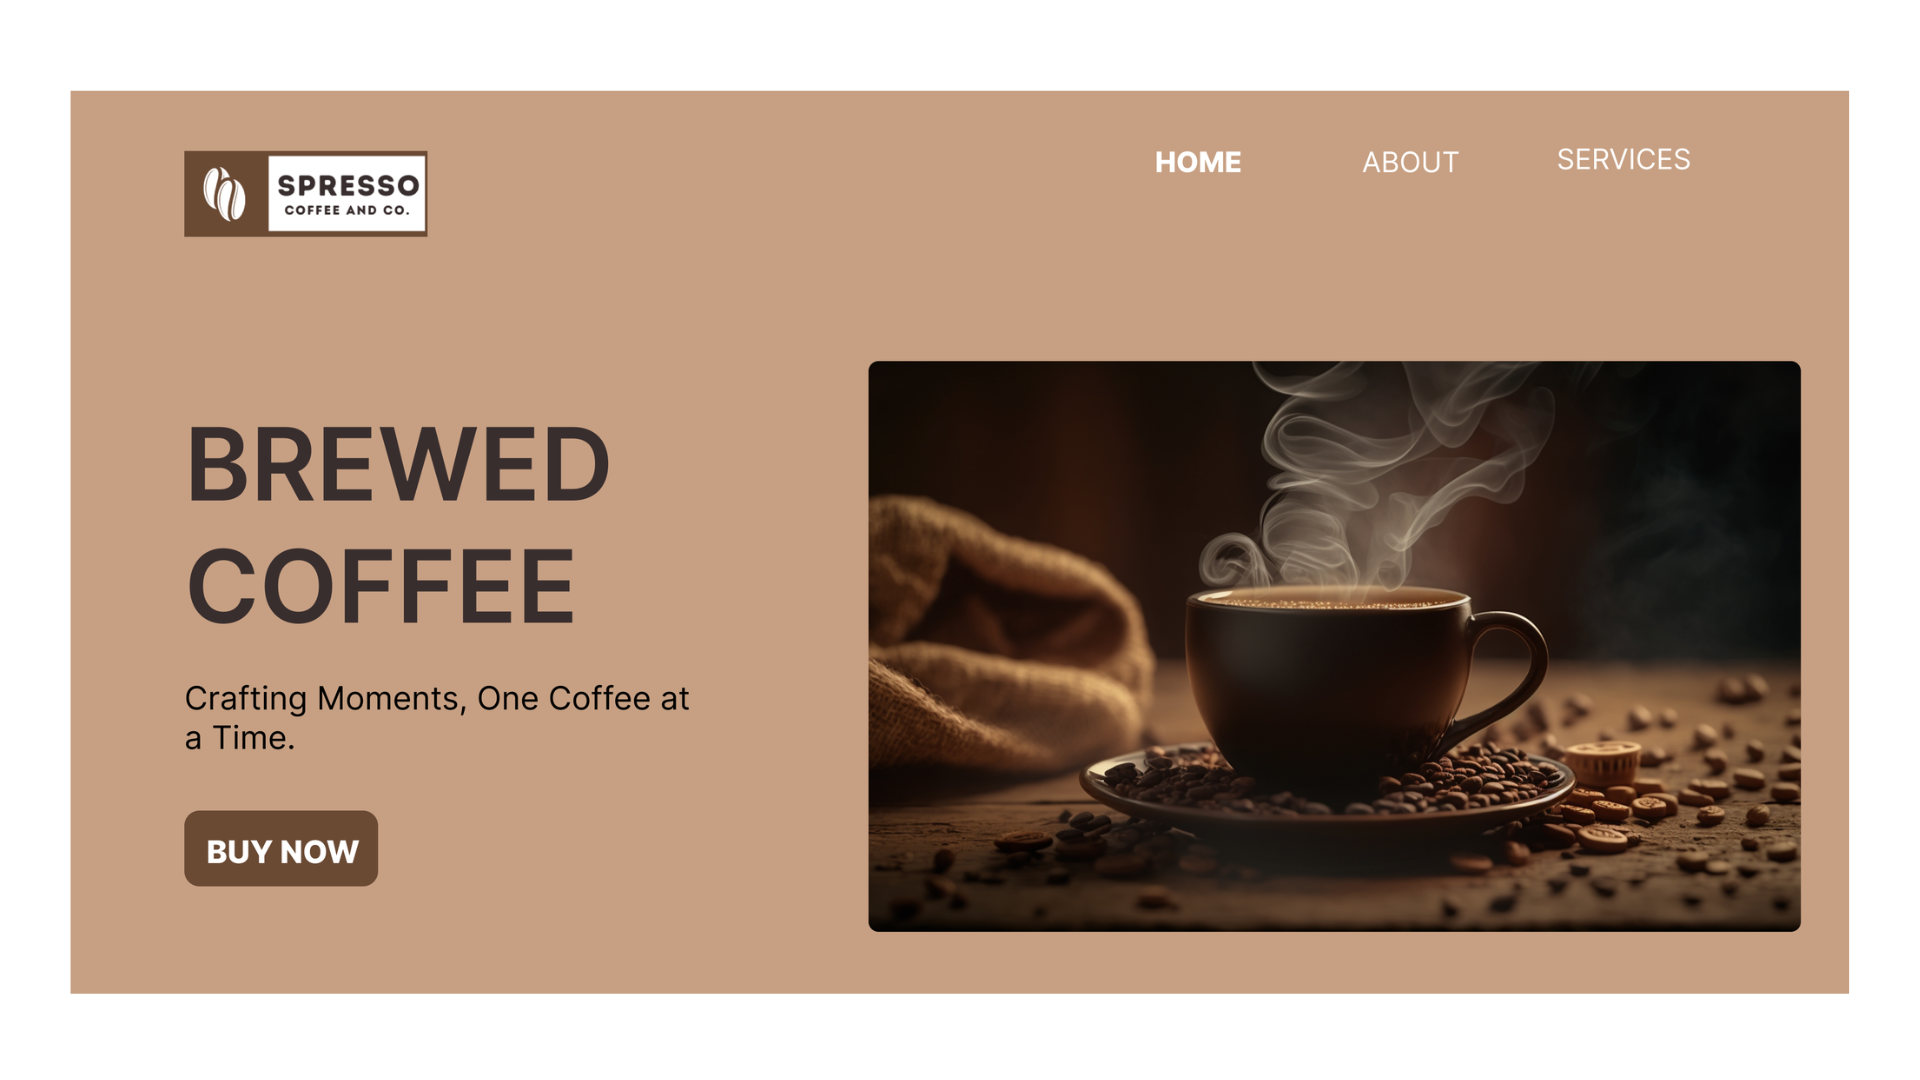 SPRESSO
COFFEE AND CO.
HOME
ABOUT
SERVICES
BREWED
COFFEE
Crafting Moments, One Coffee at
a Time.
BUY NOW